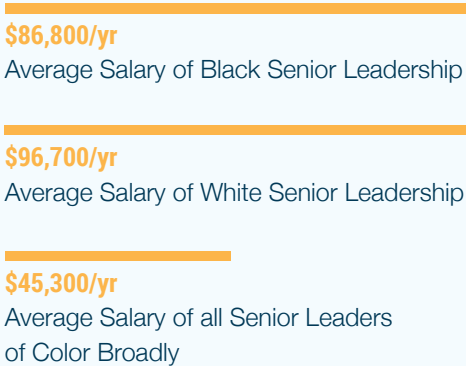 $86,800/yr
Average Salary of Black Senior Leadership
$96,700/yr
Average Salary of White Senior Leadership
$45,300/yr
Average Salary of all Senior Leaders
of Color Broadly